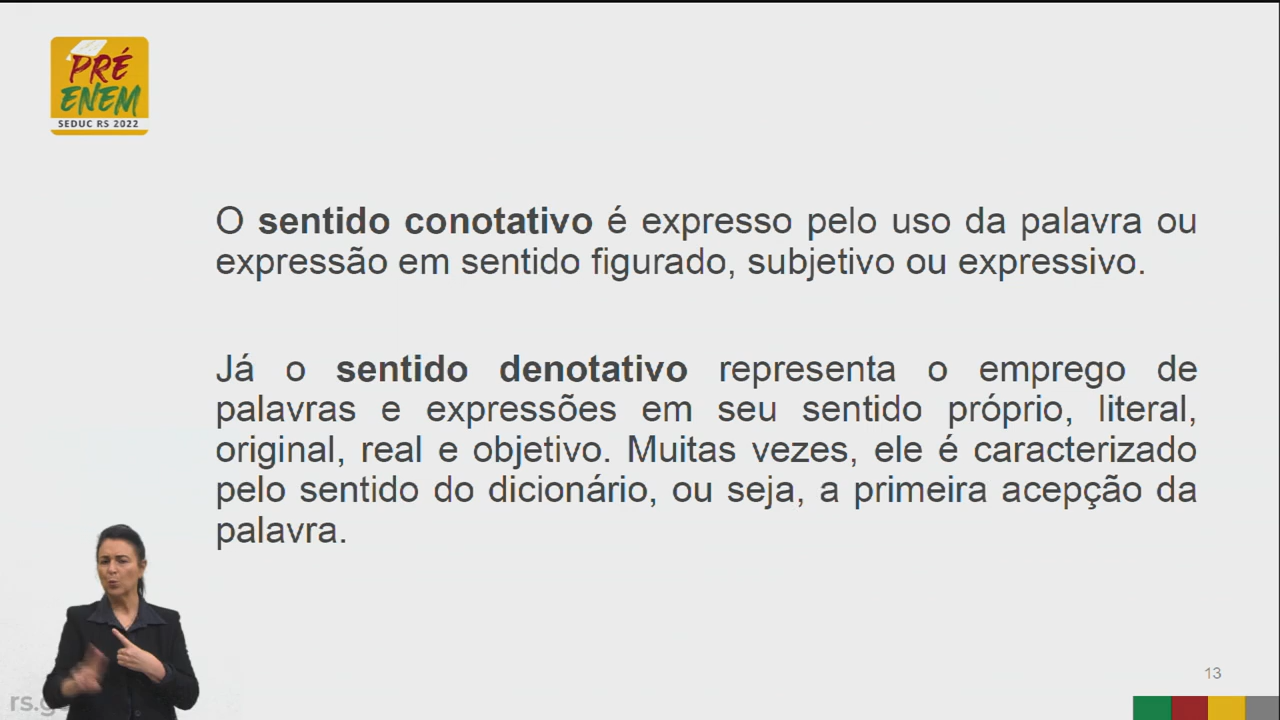 PRÉ
ENEM
SEDUC RS 2022
O sentido conotativo é expresso pelo uso da palavra ou
expressão em sentido figurado, subjetivo ou expressivo.
Já o sentido denotativo representa o emprego de
palavras e expressões em seu sentido próprio, literal,
original, real e objetivo. Muitas vezes, ele é caracterizado
pelo sentido do dicionário, ou seja, a primeira acepção da
palavra.
13